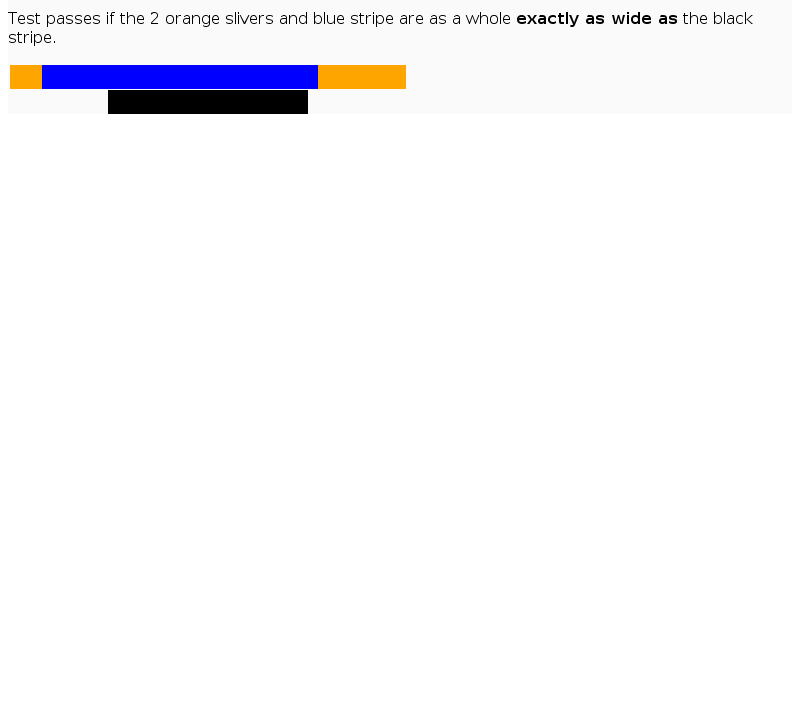 Test passes if the 2 orange slivers and blue stripe are as a whole exactly as wide as the black
stripe.